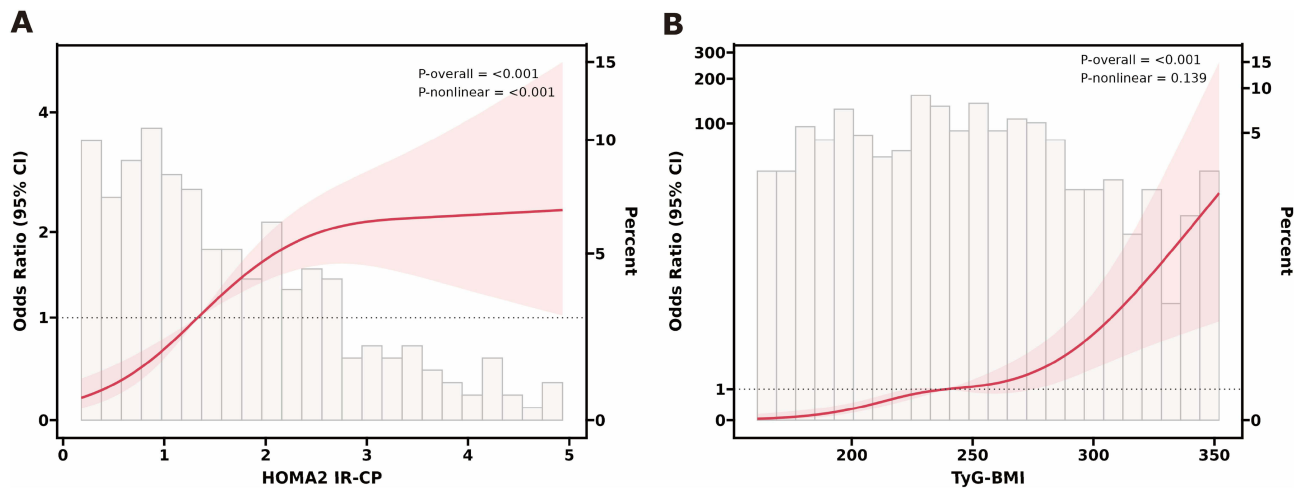 A
P-overall = <0.001
P-nonlinear = <0.001
Odds Ratio (95% CI)
4
2
1
0
15
10
5
0
Percent
0 1 2 3 4 5
HOMA2 IR-CP
B
P-overall = <0.001
P-nonlinear = 0.139
Odds Ratio (95% CI)
300
200
100
1
0
15
10
5
0
Percent
200 250 300 350
TyG-BMI